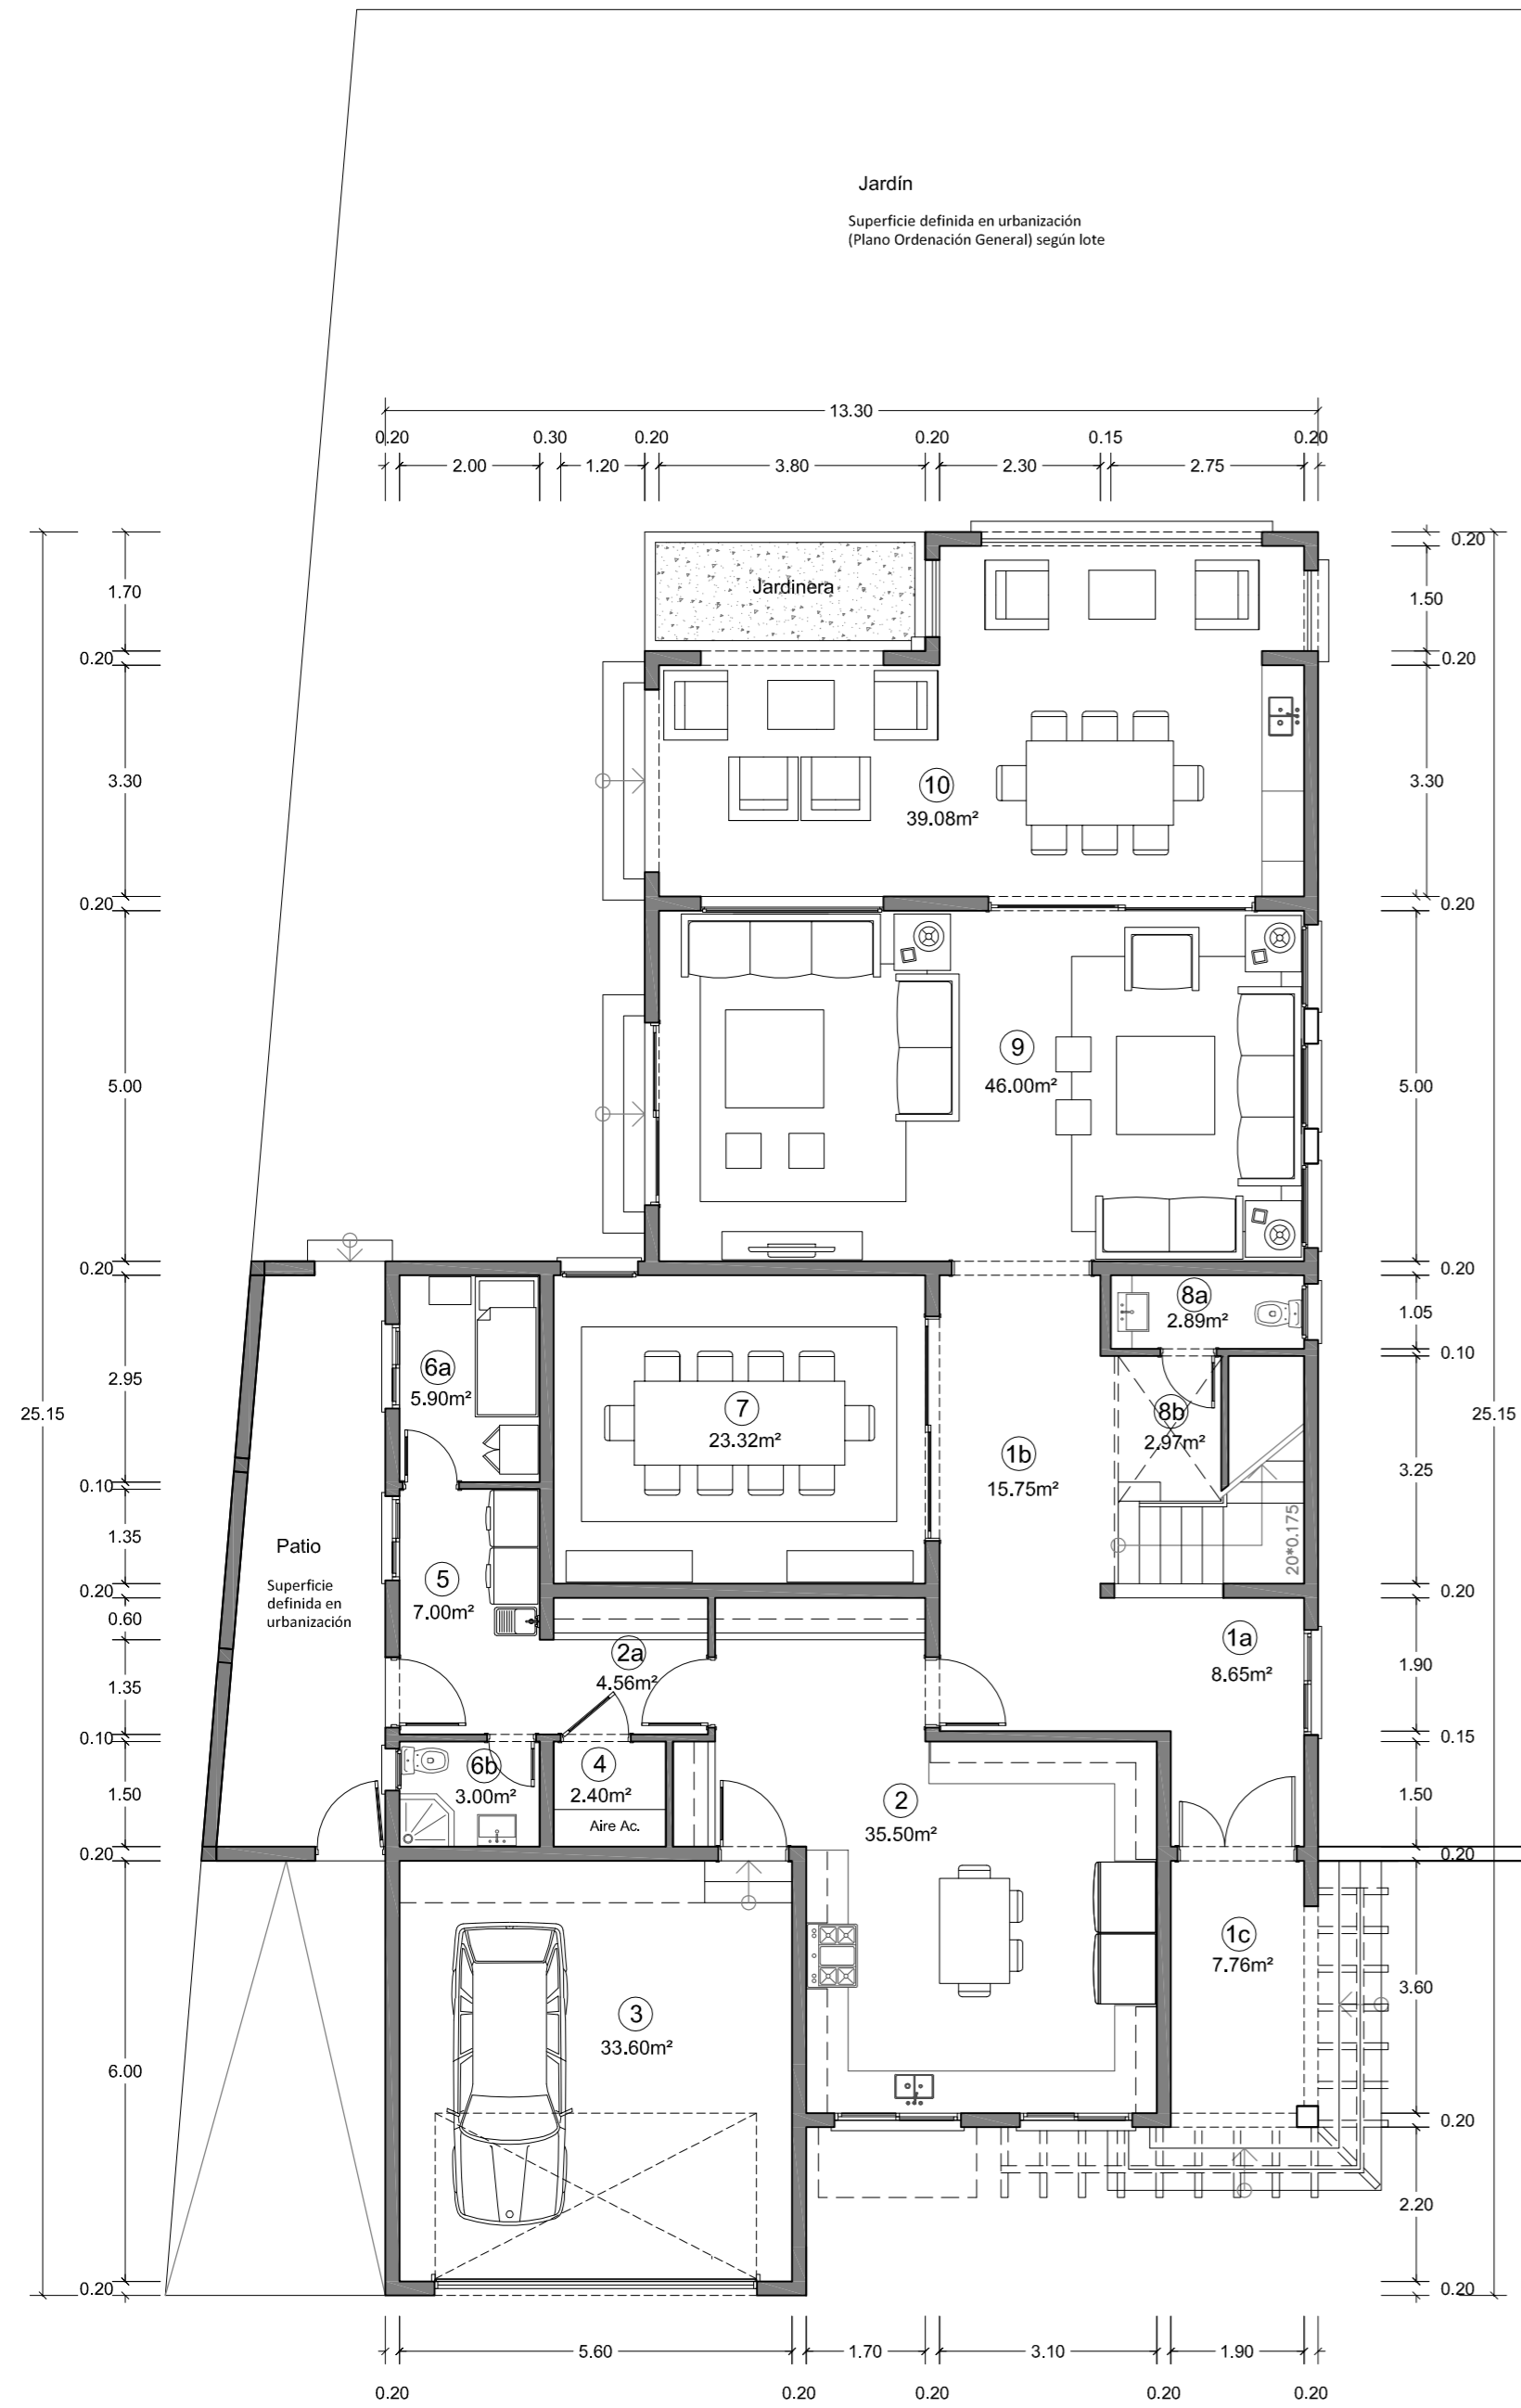 Jardín
Superficie definida en urbanización
(Plano Ordenación General) según lote
13.30
0.20 0.30 0.20 0.20 0.15 0.20
2.00 1.20 3.80 2.30 2.75
0.20
1.70
Jardinera
1.50
0.20
0.20
3.30
10
39.08m²
3.30
0.20
0.20
5.00
9
46.00m²
5.00
0.20
0.20
8a
2.89m²
1.05
0.10
2.95
6a
5.90m²
7
23.32m²
8b
2.97m²
25.15
25.15
1b
15.75m²
3.25
0.10
1.35
20*0.175
Patio
Superficie
definida en
urbanización
5
7.00m²
0.20
0.20
0.60
2a
4.56m²
1a
8.65m²
1.35
1.90
0.10
0.15
6b
3.00m²
4
2.40m²
Aire Ac.
1.50
1.50
2
35.50m²
0.20
0.20
1c
7.76m²
3
33.60m²
3.60
6.00
0.20
2.20
0.20
0.20
5.60 1.70 3.10 1.90
0.20 0.20 0.20 0.20 0.20